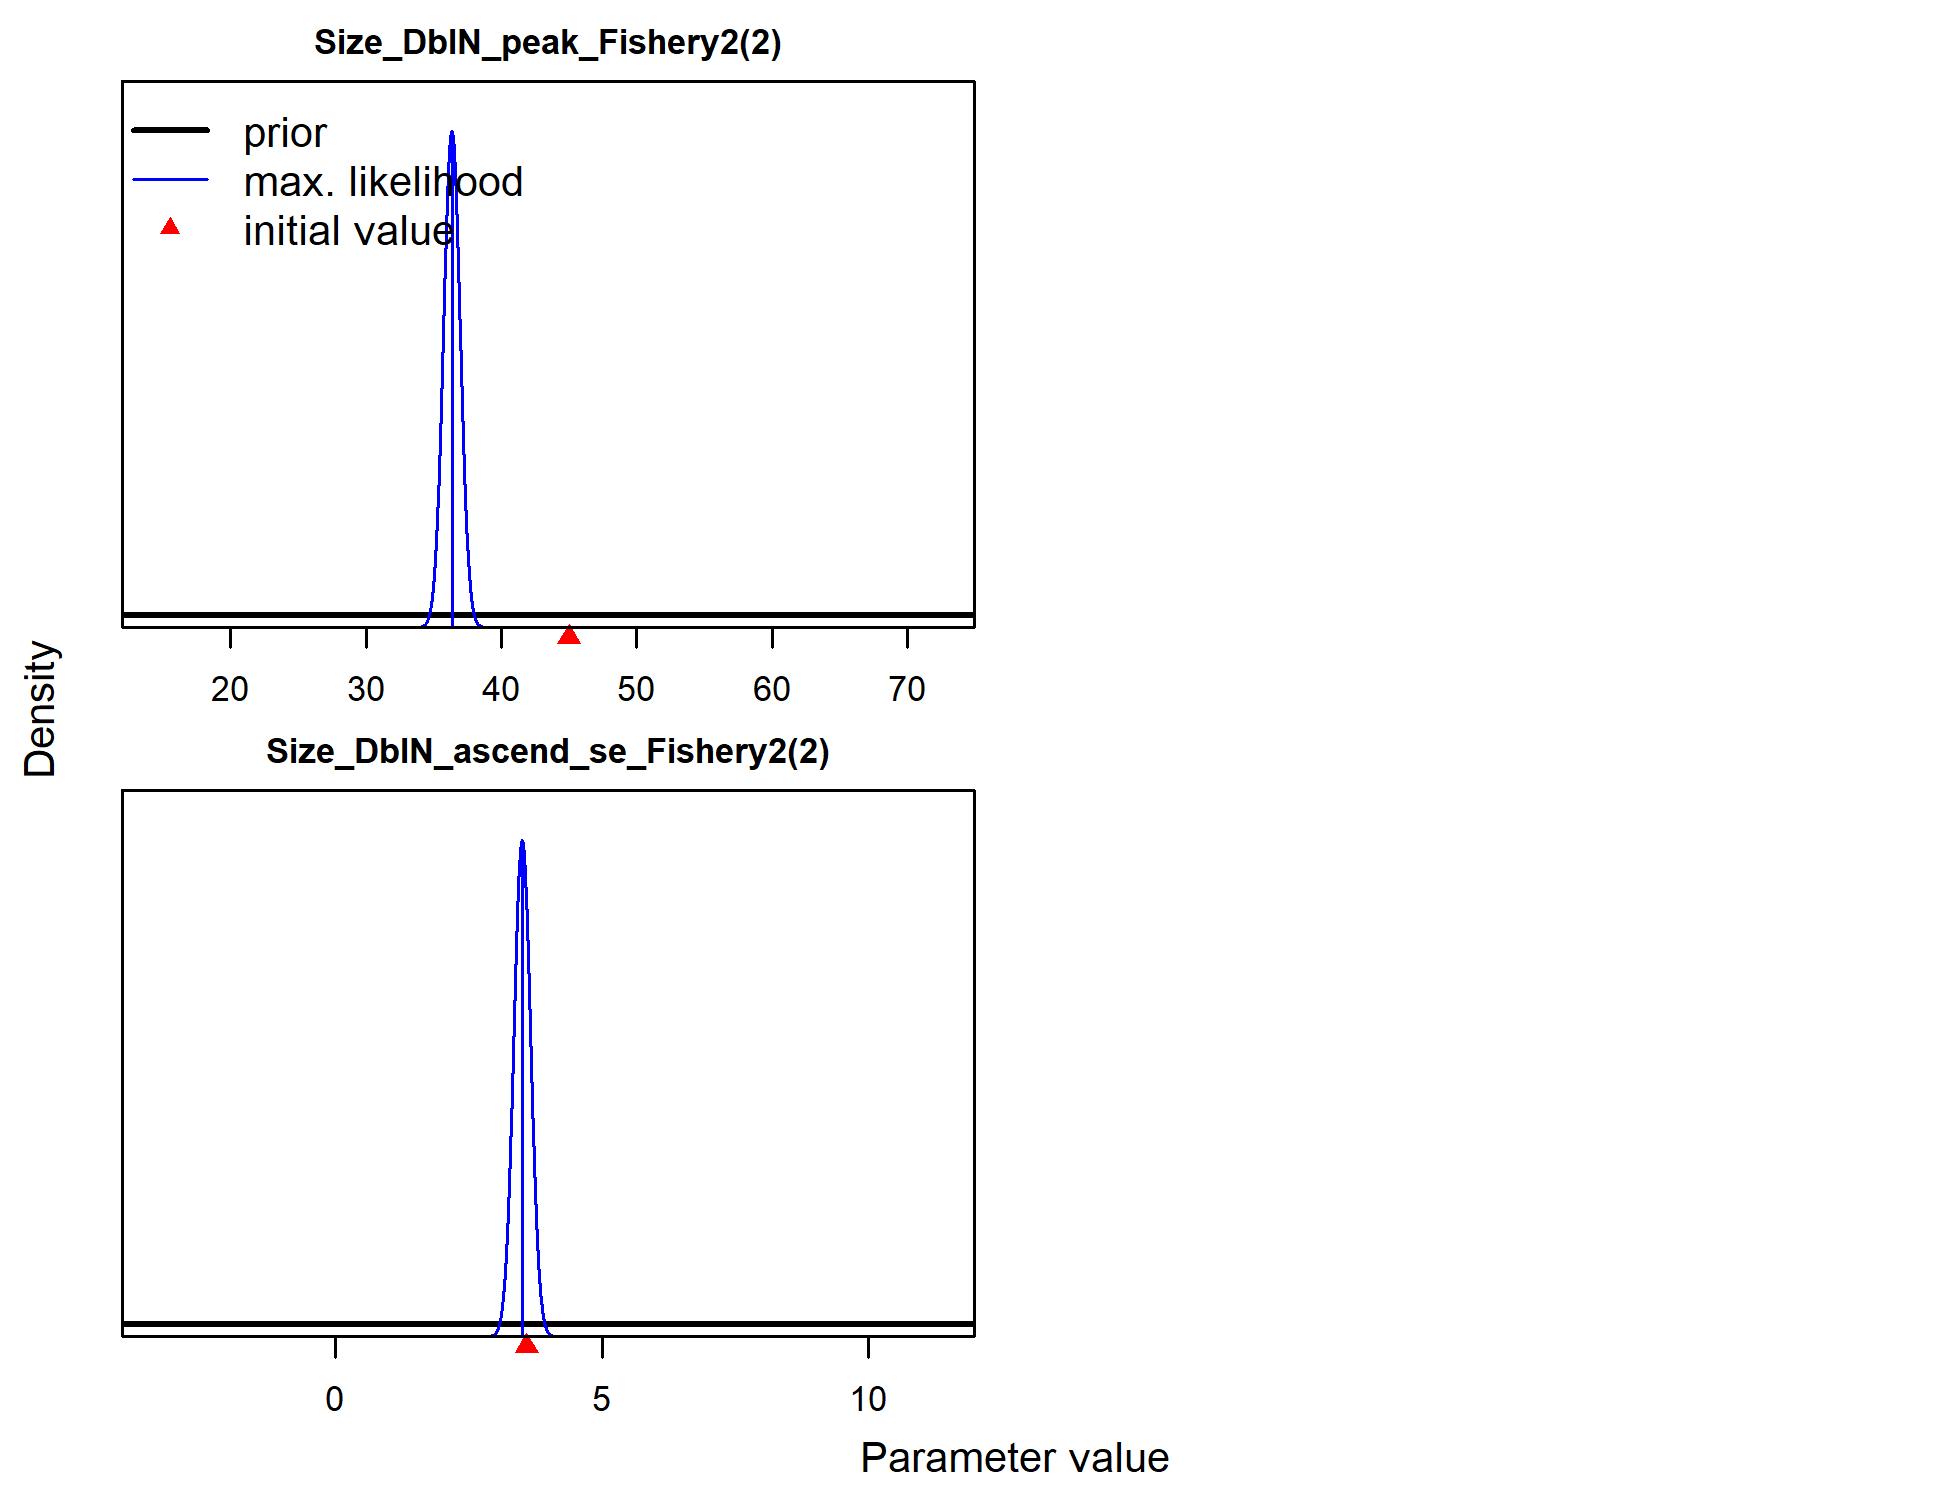 Size_DblN_peak_Fishery2(2)
prior
max. likelihood
initial value
20 30 40 50 60 70
Density
Size_DblN_ascend_se_Fishery2(2)
0 5 10
Parameter value